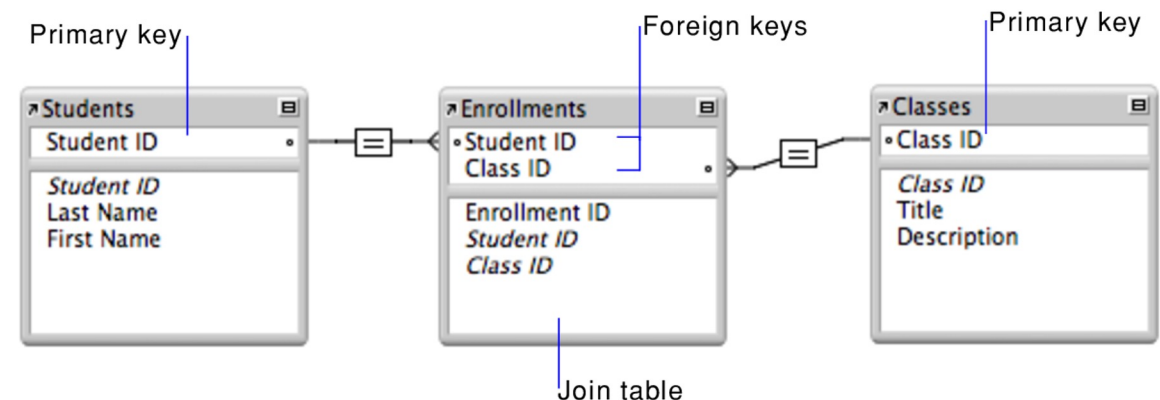 Primary key
Foreign keys
Primary key
Students
Student ID
Student ID
Last Name
First Name
Enrollments
Student ID
Class ID
Enrollment ID
Student ID
Class ID
Classes
Class ID
Class ID
Title
Description
Join table